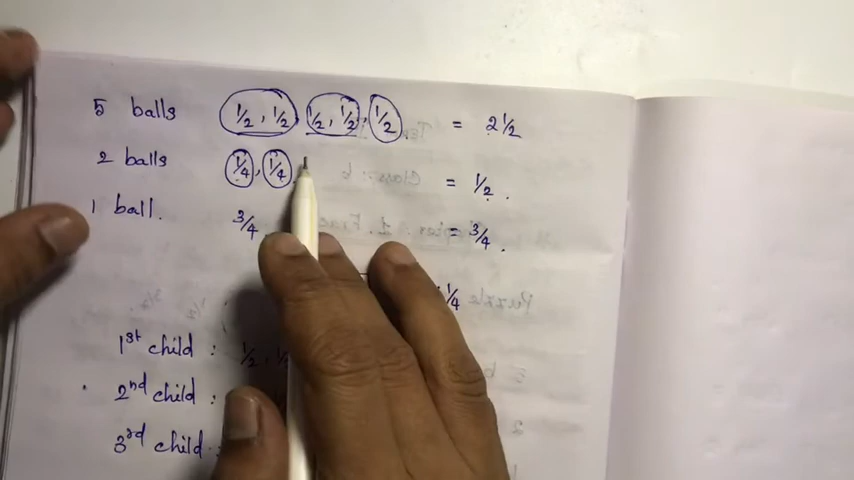 5 balls ½, ½, ½, ½, ½. = 2½
2 balls ¼, ¼. = ½.
1 ball. ¾ = ¾.
¼
1st child : ½, ½
2nd child :
3rd child :